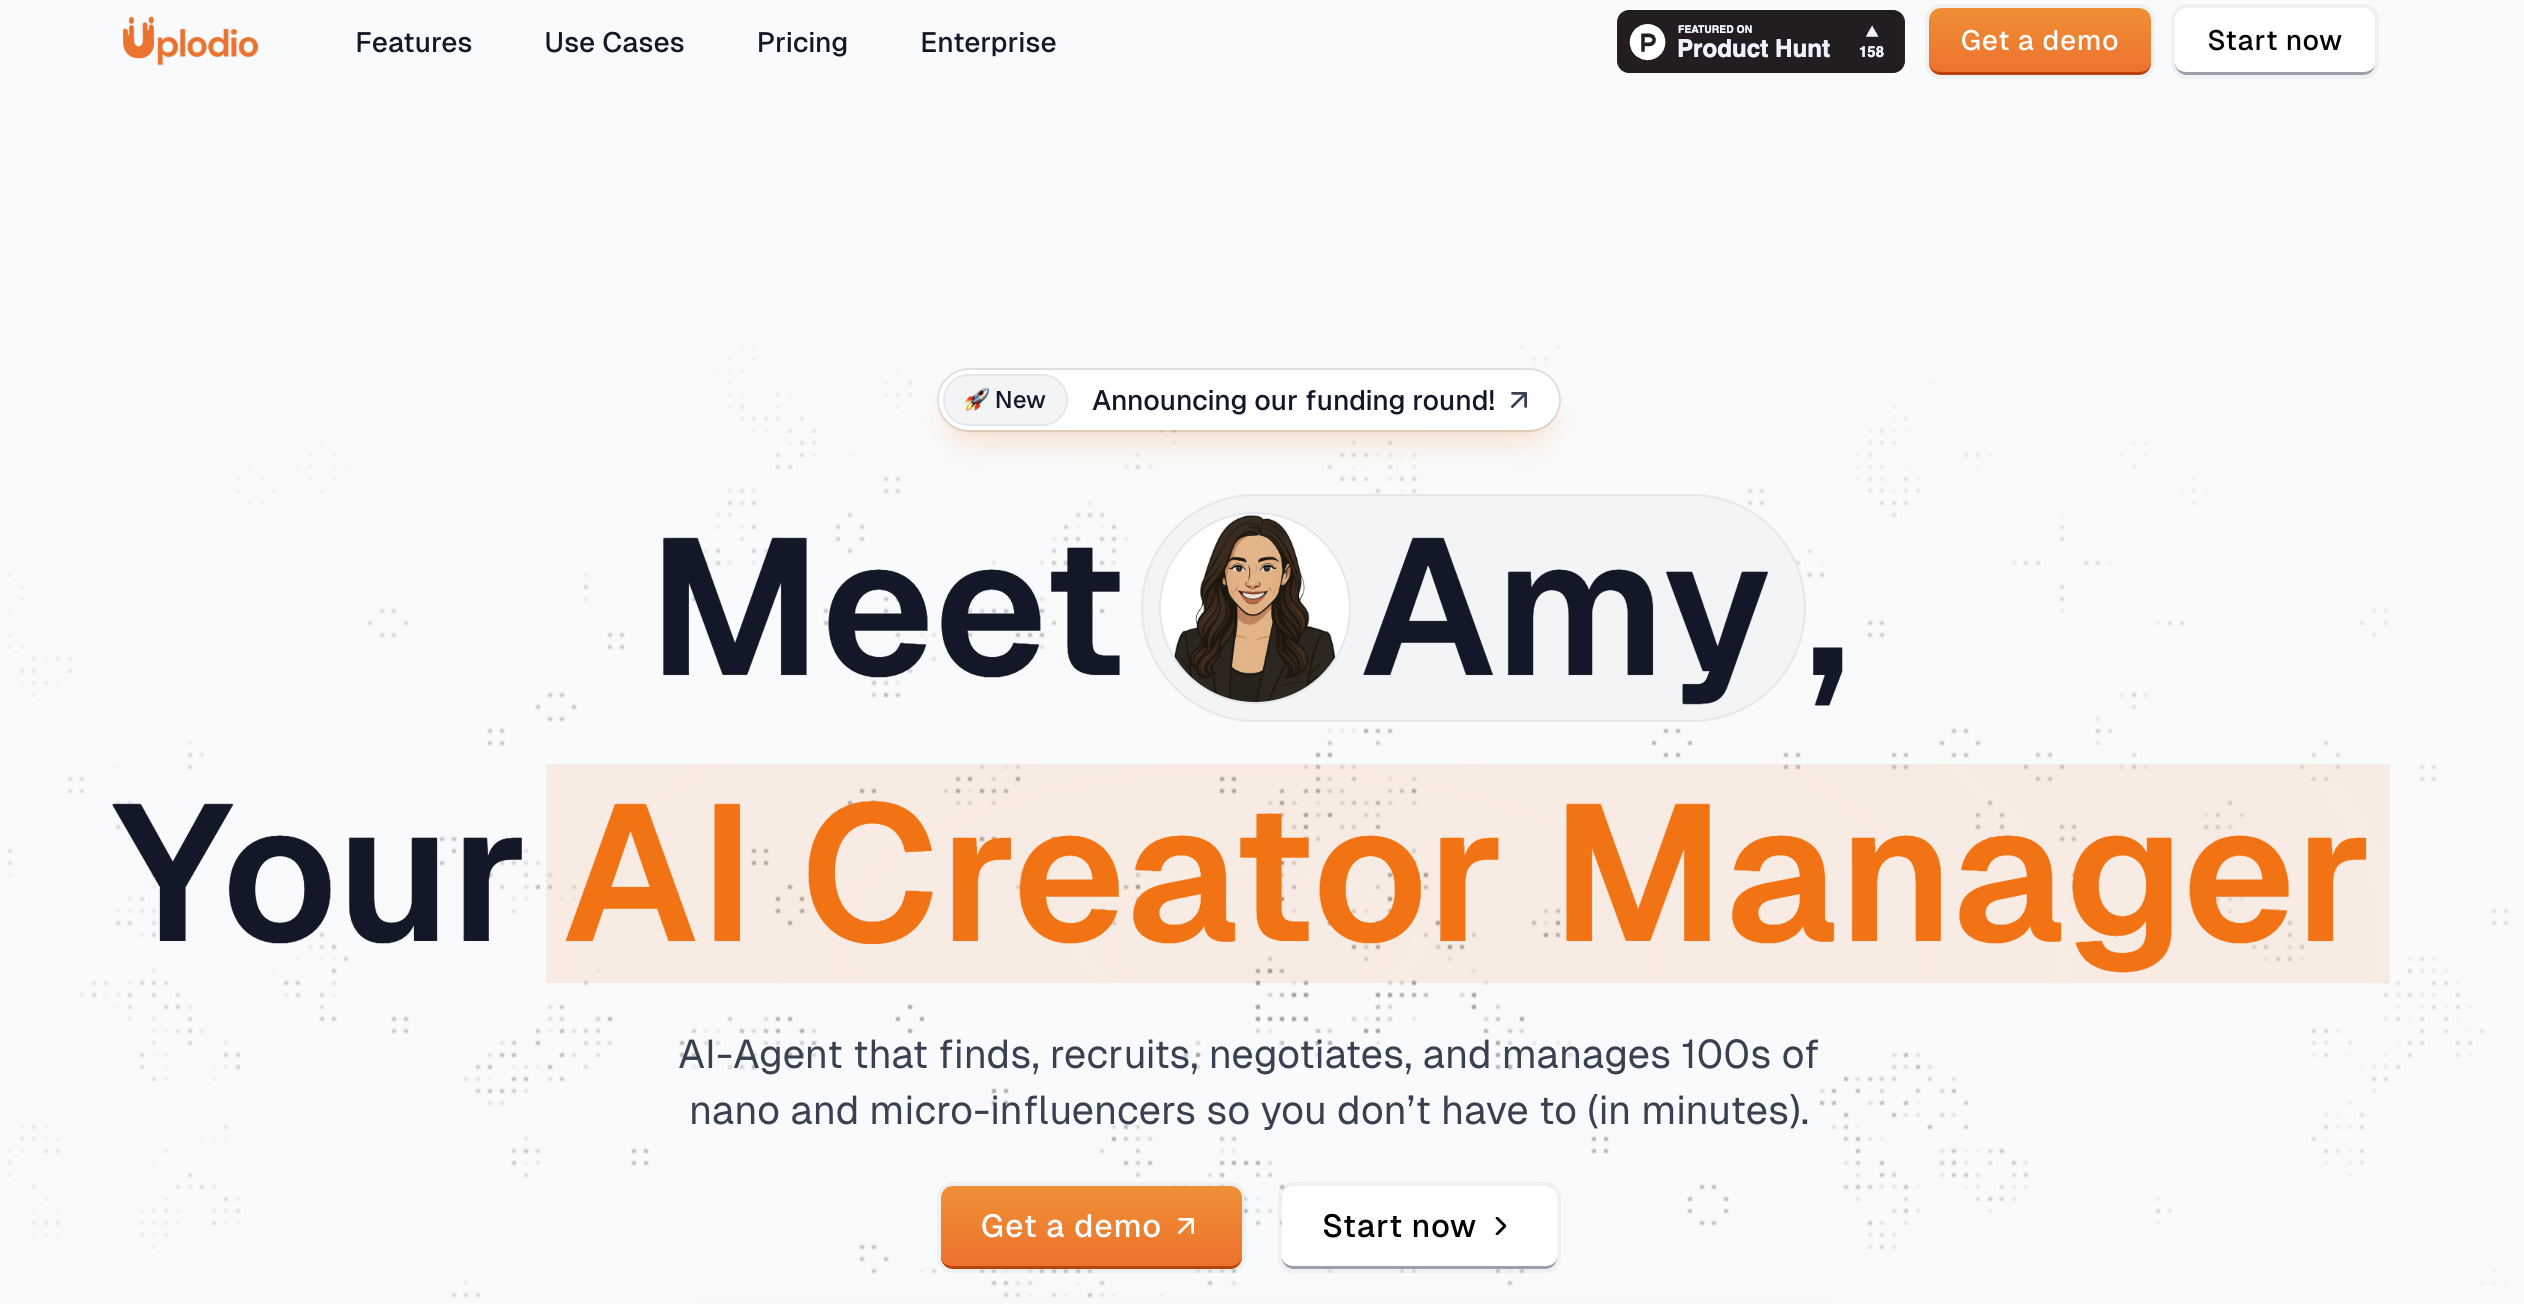 Uplodio
Features
Use Cases
Pricing
Enterprise
P
FEATURED ON
Product Hunt
158
Get a demo
Start now
🚀 New
Announcing our funding round!
Meet Amy,
Your AI Creator Manager
AI-Agent that finds, recruits, negotiates, and manages 100s of
nano and micro-influencers so you don’t have to (in minutes).
Get a demo
Start now